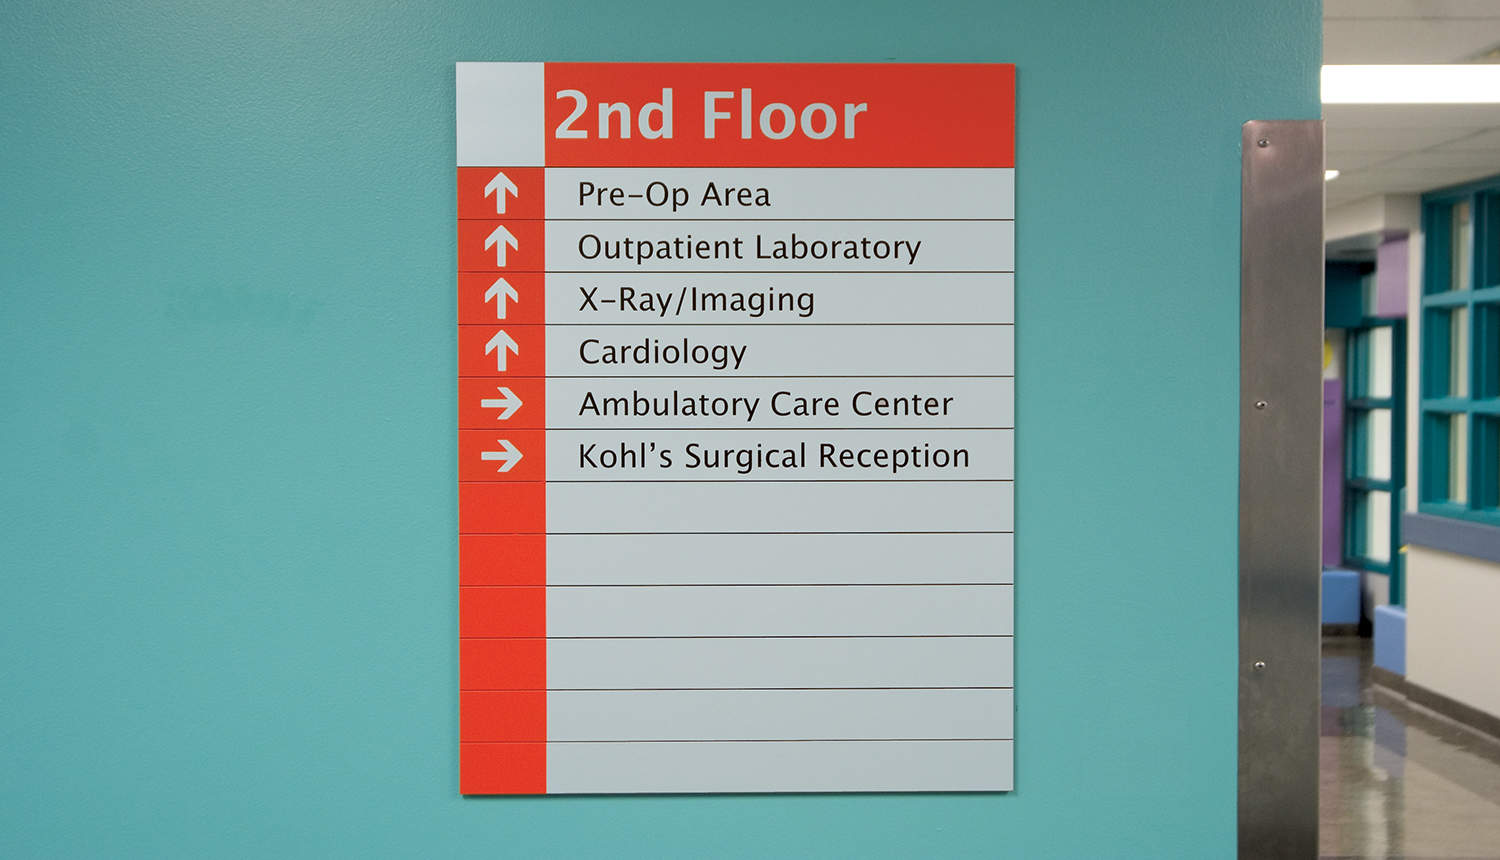 2nd Floor
↑ Pre-Op Area
↑ Outpatient Laboratory
↑ X-Ray/Imaging
↑ Cardiology
→ Ambulatory Care Center
→ Kohl's Surgical Reception